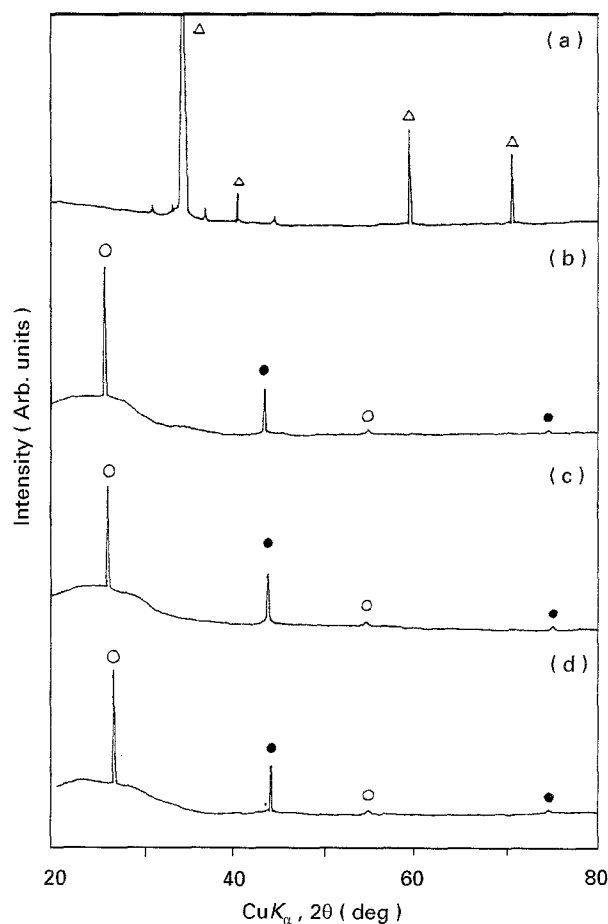 (a)
(b)
(c)
(d)
Intensity (Arb. units)
20 40 60 80
CuKα, 2θ (deg)